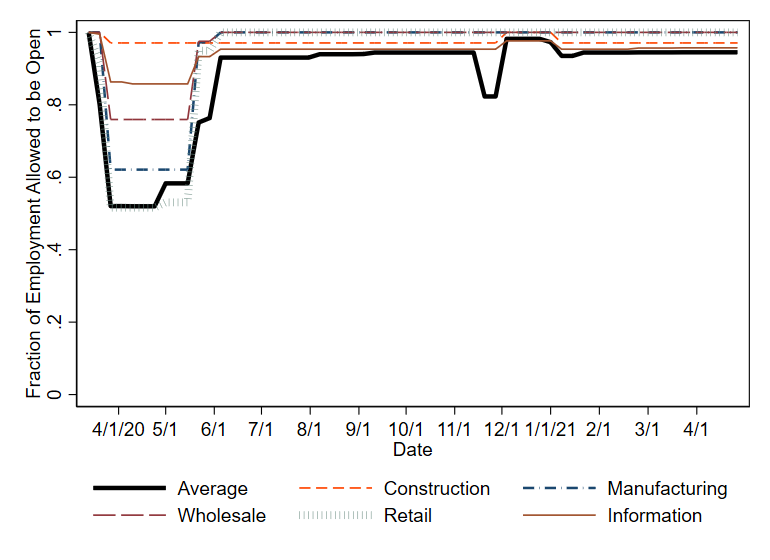 Fraction of Employment Allowed to be Open
1
.8
.6
.4
.2
0
4/1/20 5/1 6/1 7/1 8/1 9/1 10/1 11/1 12/1 1/1/21 2/1 3/1 4/1
Date
Average Construction Manufacturing
Wholesale Retail Information